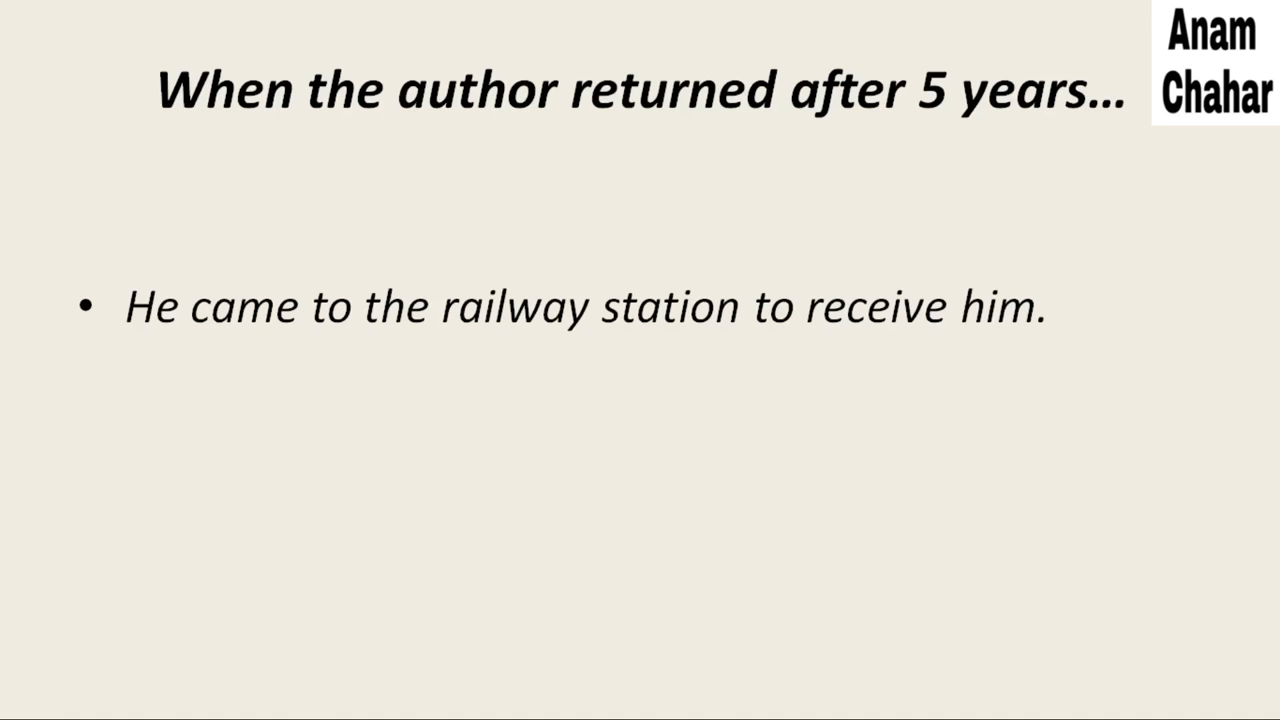 When the author returned after 5 years...
Anam
Chahar
• He came to the railway station to receive him.